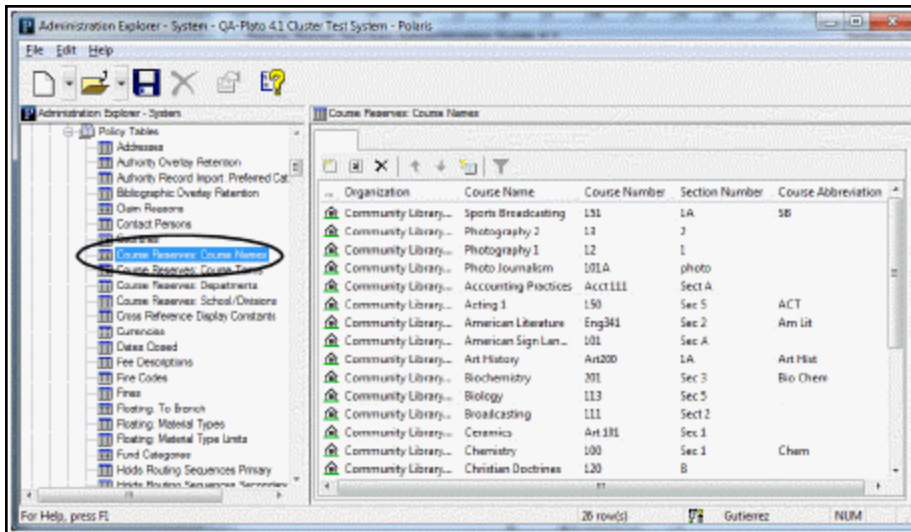 Administration Explorer - System - QA-Plato 4.1 Cluster Test System - Polaris
File Edit Help
Administration Explorer - System
Policy Tables
Addresses
Authority Overlay Retention
Authority Record Import: Preferred Cat
Bibliographic Overlay Retention
Claim Reasons
Contact Persons
Countries
Course Reserves: Course Names
Course Reserves: Course Terms
Course Reserves: Departments
Course Reserves: School/Divisions
Cross Reference Display Constants
Currencies
Dates Closed
Fee Descriptions
Fine Codes
Fines
Floating: To Branch
Floating: Material Types
Floating: Material Type Limits
Fund Categories
Holds Routing Sequences Primary
Holds Routing Sequences Secondary
Course Reserves: Course Names
... Organization Course Name Course Number Section Number Course Abbreviation
Community Library... Sports Broadcasting 151 1A SB
Community Library... Photography 2 13 2
Community Library... Photography 1 12 1
Community Library... Photo Journalism 101A photo
Community Library... Accounting Practices Acct111 Sect A
Community Library... Acting 1 150 Sec 5 ACT
Community Library... American Literature Eng341 Sec 2 Am Lit
Community Library... American Sign Lan... 101 Sec A
Community Library... Art History Art200 1A Art Hist
Community Library... Biochemistry 201 Sec 3 Bio Chem
Community Library... Biology 113 Sec 5
Community Library... Broadcasting 111 Sect 2
Community Library... Ceramics Art 101 Sec 1
Community Library... Chemistry 100 Sec 1 Chem
Community Library... Christian Doctrines 120 B
For Help, press F1 26 row(s) Gutierrez NUM